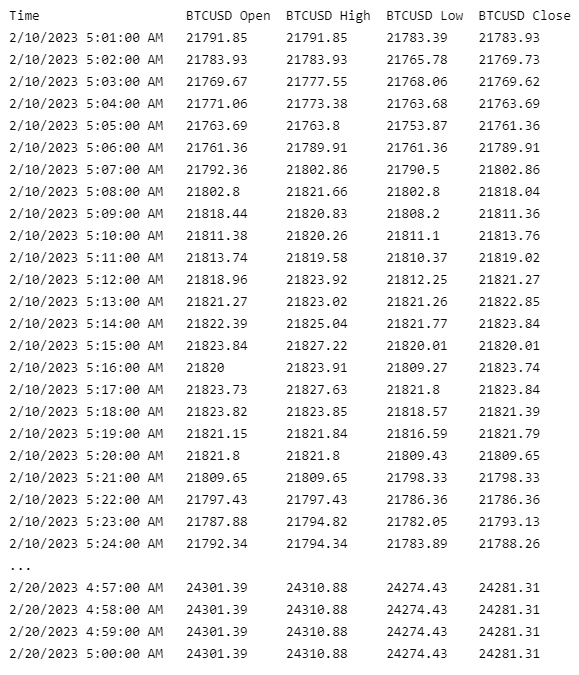 Time BTCUSD Open BTCUSD High BTCUSD Low BTCUSD Close
2/10/2023 5:01:00 AM 21791.85 21791.85 21783.39 21783.93
2/10/2023 5:02:00 AM 21783.93 21783.93 21765.78 21769.73
2/10/2023 5:03:00 AM 21769.67 21777.55 21768.06 21769.62
2/10/2023 5:04:00 AM 21771.06 21773.38 21763.68 21763.69
2/10/2023 5:05:00 AM 21763.69 21763.8 21753.87 21761.36
2/10/2023 5:06:00 AM 21761.36 21789.91 21761.36 21789.91
2/10/2023 5:07:00 AM 21792.36 21802.86 21790.5 21802.86
2/10/2023 5:08:00 AM 21802.8 21821.66 21802.8 21818.04
2/10/2023 5:09:00 AM 21818.44 21820.83 21808.2 21811.36
2/10/2023 5:10:00 AM 21811.38 21820.26 21811.1 21813.76
2/10/2023 5:11:00 AM 21813.74 21819.58 21810.37 21819.02
2/10/2023 5:12:00 AM 21818.96 21823.92 21812.25 21821.27
2/10/2023 5:13:00 AM 21821.27 21823.02 21821.26 21822.85
2/10/2023 5:14:00 AM 21822.39 21825.04 21821.77 21823.84
2/10/2023 5:15:00 AM 21823.84 21827.22 21820.01 21820.01
2/10/2023 5:16:00 AM 21820 21823.91 21809.27 21823.74
2/10/2023 5:17:00 AM 21823.73 21827.63 21821.8 21823.84
2/10/2023 5:18:00 AM 21823.82 21823.85 21818.57 21821.39
2/10/2023 5:19:00 AM 21821.15 21821.84 21816.59 21821.79
2/10/2023 5:20:00 AM 21821.8 21821.8 21809.43 21809.65
2/10/2023 5:21:00 AM 21809.65 21809.65 21798.33 21798.33
2/10/2023 5:22:00 AM 21797.43 21797.43 21786.36 21786.36
2/10/2023 5:23:00 AM 21787.88 21794.82 21782.05 21793.13
2/10/2023 5:24:00 AM 21792.34 21794.34 21783.89 21788.26
...
2/20/2023 4:57:00 AM 24301.39 24310.88 24274.43 24281.31
2/20/2023 4:58:00 AM 24301.39 24310.88 24274.43 24281.31
2/20/2023 4:59:00 AM 24301.39 24310.88 24274.43 24281.31
2/20/2023 5:00:00 AM 24301.39 24310.88 24274.43 24281.31